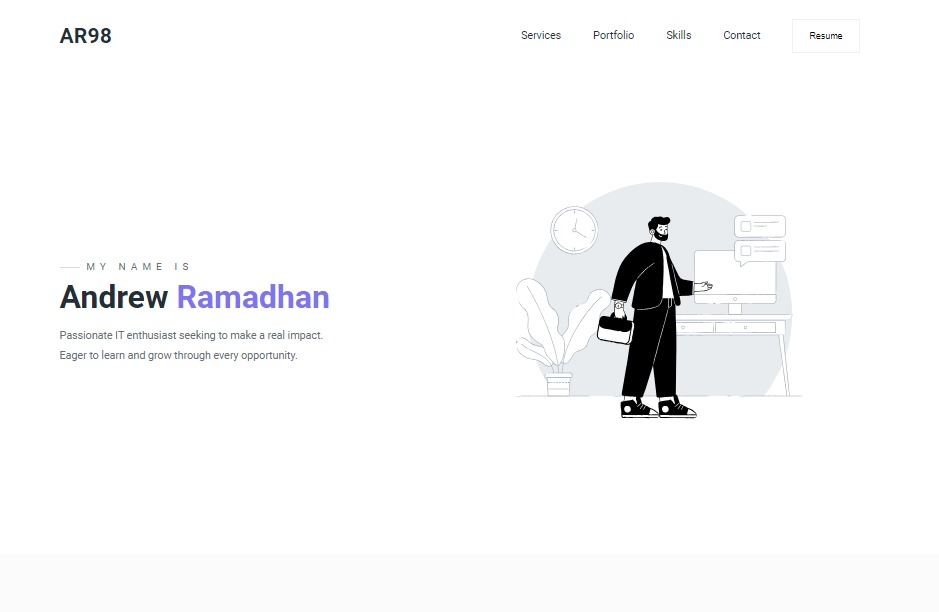 AR98
Services Portfolio Skills Contact Resume
MY NAME IS
Andrew Ramadhan
Passionate IT enthusiast seeking to make a real impact.
Eager to learn and grow through every opportunity.